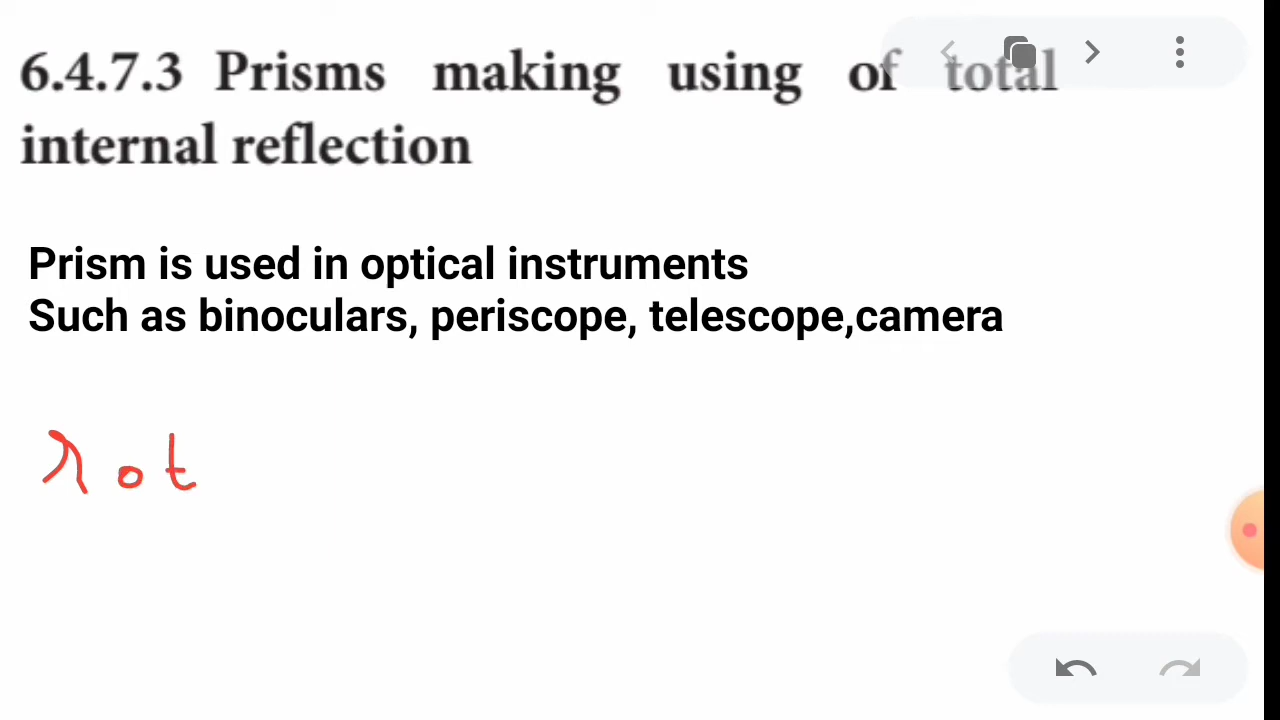 6.4.7.3 Prisms making using of total
internal reflection
Prism is used in optical instruments
Such as binoculars, periscope, telescope,camera